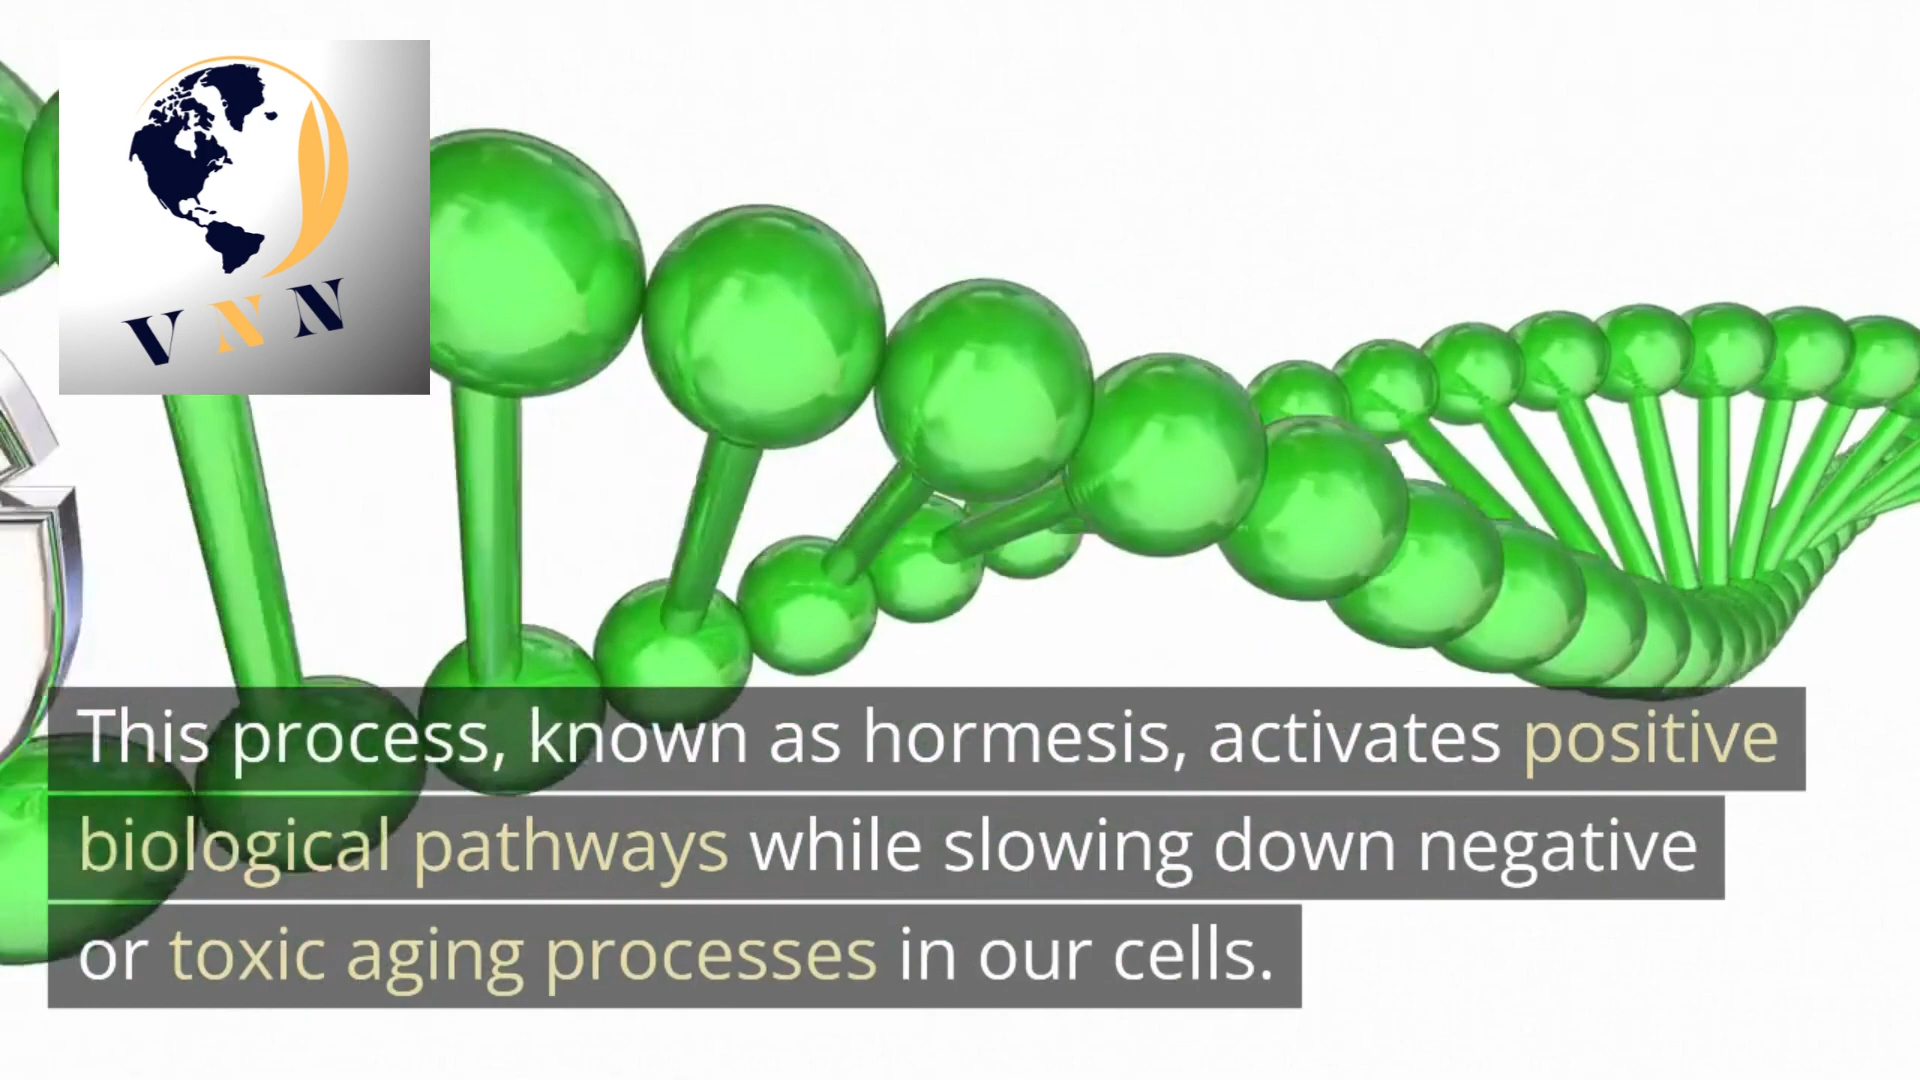 VNN
This process, known as hormesis, activates positive
biological pathways while slowing down negative
or toxic aging processes in our cells.